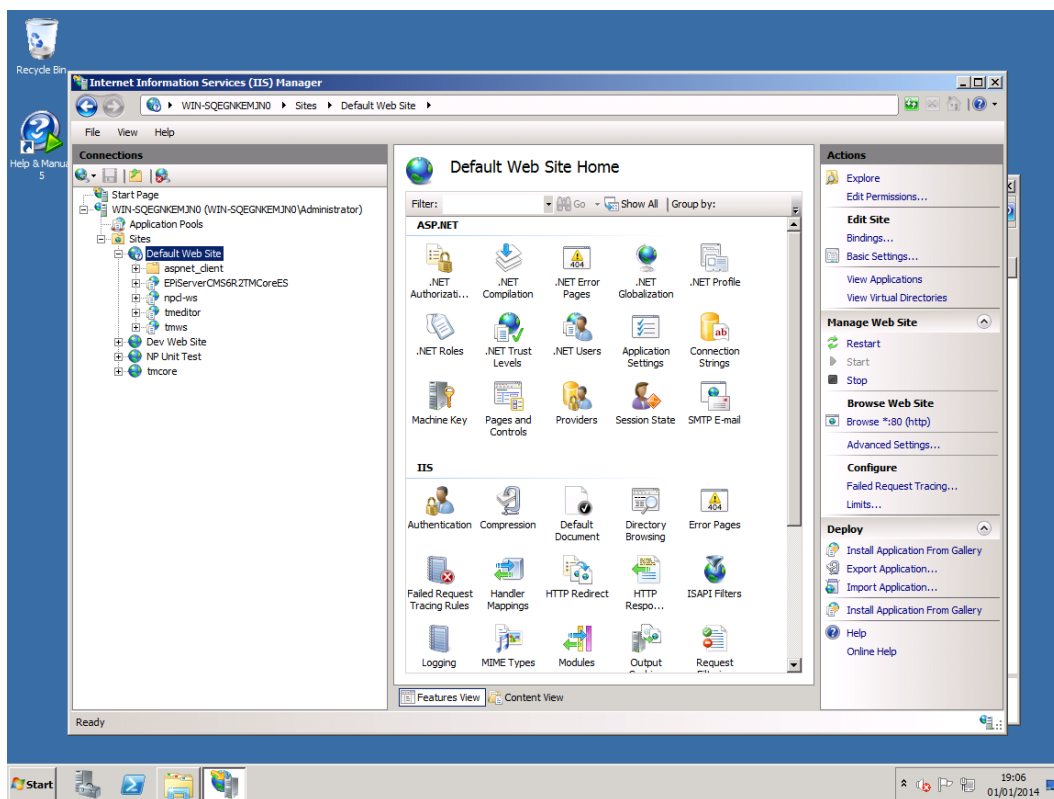 Recycle Bin
Help & Manu
5
Internet Information Services (IIS) Manager
WIN-SQEGNKEMJN0 Sites Default Web Site
File View Help
Connections
Start Page
WIN-SQEGNKEMJN0 (WIN-SQEGNKEMJN0\Administrator)
Application Pools
Sites
Default Web Site
aspnet_client
EPiServerCMS6R2TMCoreES
npcl-ws
tmeditor
tmws
Dev Web Site
NP Unit Test
tmcore
Default Web Site Home
Filter: Go Show All Group by:
ASP.NET
.NET Authorizati...
.NET Compilation
.NET Error Pages
.NET Globalization
.NET Profile
.NET Roles
.NET Trust Levels
.NET Users
Application Settings
Connection Strings
Machine Key
Pages and Controls
Providers
Session State
SMTP E-mail
IIS
Authentication
Compression
Default Document
Directory Browsing
Error Pages
Failed Request Tracing Rules
Handler Mappings
HTTP Redirect
HTTP Respo...
ISAPI Filters
Logging
MIME Types
Modules
Output
Request
Features View Content View
Actions
Explore
Edit Permissions...
Edit Site
Bindings...
Basic Settings...
View Applications
View Virtual Directories
Manage Web Site
Restart
Start
Stop
Browse Web Site
Browse *:80 (http)
Advanced Settings...
Configure
Failed Request Tracing...
Limits...
Deploy
Install Application From Gallery
Export Application...
Import Application...
Install Application From Gallery
Help
Online Help
Ready
Start
19:06
01/01/2014